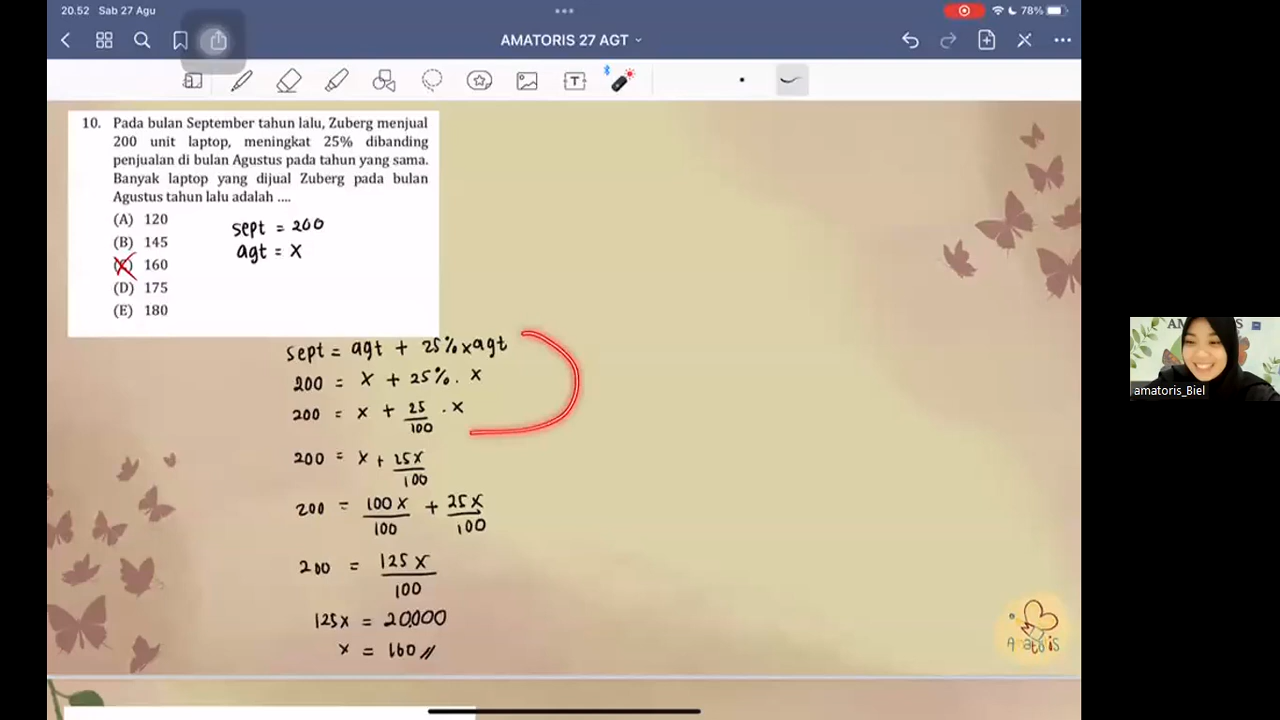 20.52 Sab 27 Agu
78%
AMATORIS 27 AGT
10. Pada bulan September tahun lalu, Zuberg menjual
200 unit laptop, meningkat 25% dibanding
penjualan di bulan Agustus pada tahun yang sama.
Banyak laptop yang dijual Zuberg pada bulan
Agustus tahun lalu adalah ....
(A) 120
(B) 145
(C) 160
(D) 175
(E) 180
sept = 200
agt = x
sept = agt + 25% x agt
200 = x + 25% . x
200 = x + 25/100 . x
200 = x + 25x/100
200 = 100x/100 + 25x/100
200 = 125x/100
125x = 20.000
x = 160 //
Amatoris
amatoris_Biel